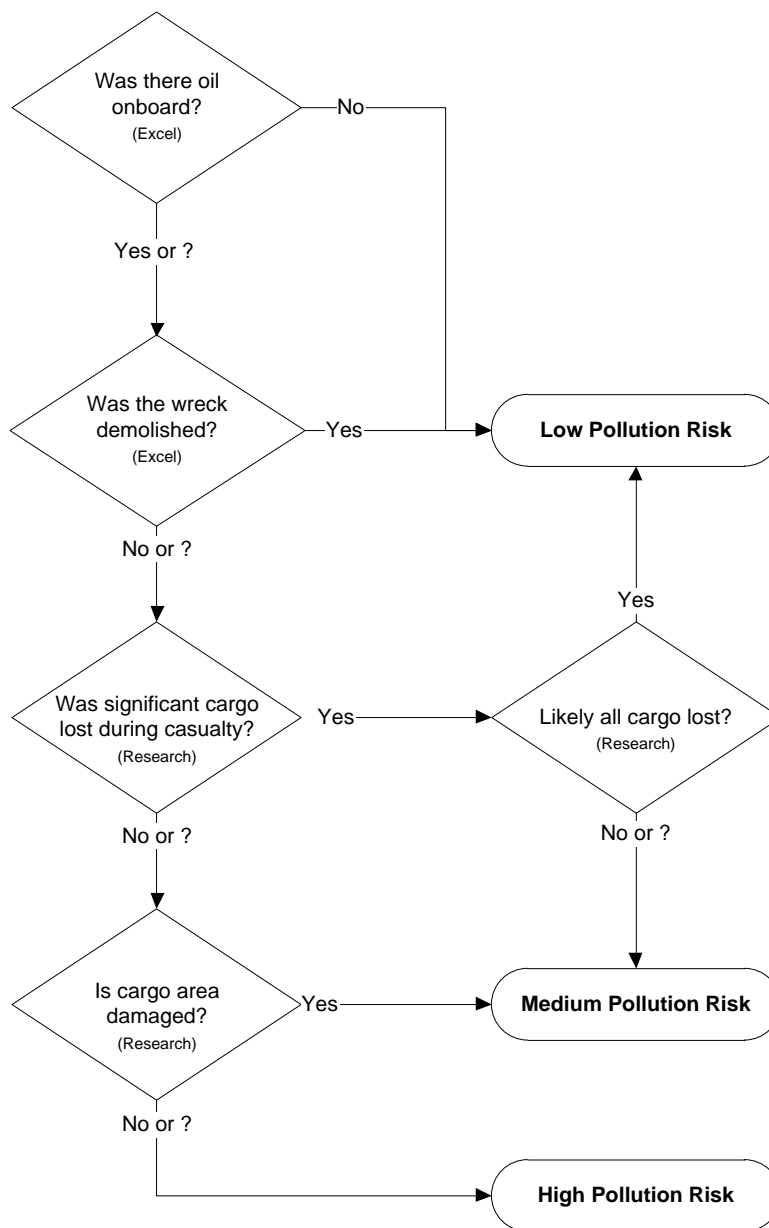 Was there oil
onboard?
(Excel)
No
Yes or ?
Was the wreck
demolished?
(Excel)
Yes
Low Pollution Risk
No or ?
Yes
Was significant cargo
lost during casualty?
(Research)
Yes
Likely all cargo lost?
(Research)
No or ?
No or ?
Is cargo area
damaged?
(Research)
Yes
Medium Pollution Risk
No or ?
High Pollution Risk